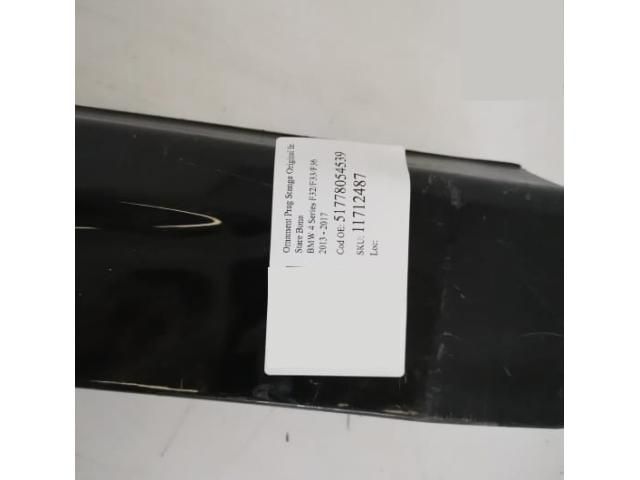 Ornament Prag Stanga Original In
Stare Buna
BMW 4 Series F32/F33/F36
2013 - 2017
Cod OE: 51778054539
SKU: 11712487
Loc: